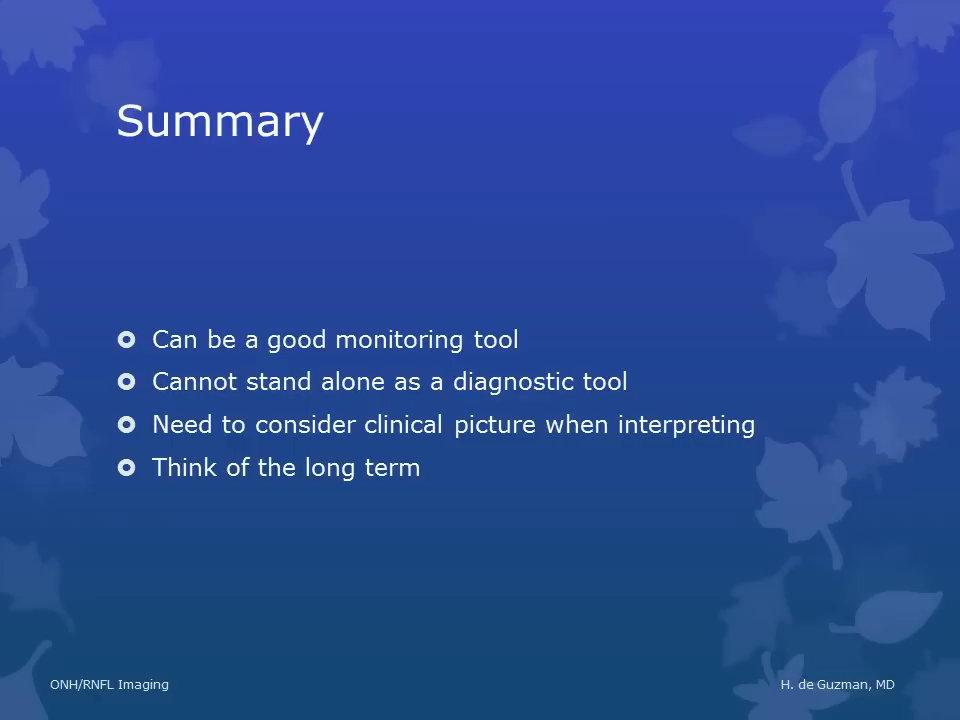 Summary
Can be a good monitoring tool
Cannot stand alone as a diagnostic tool
Need to consider clinical picture when interpreting
Think of the long term
ONH/RNFL Imaging
H. de Guzman, MD